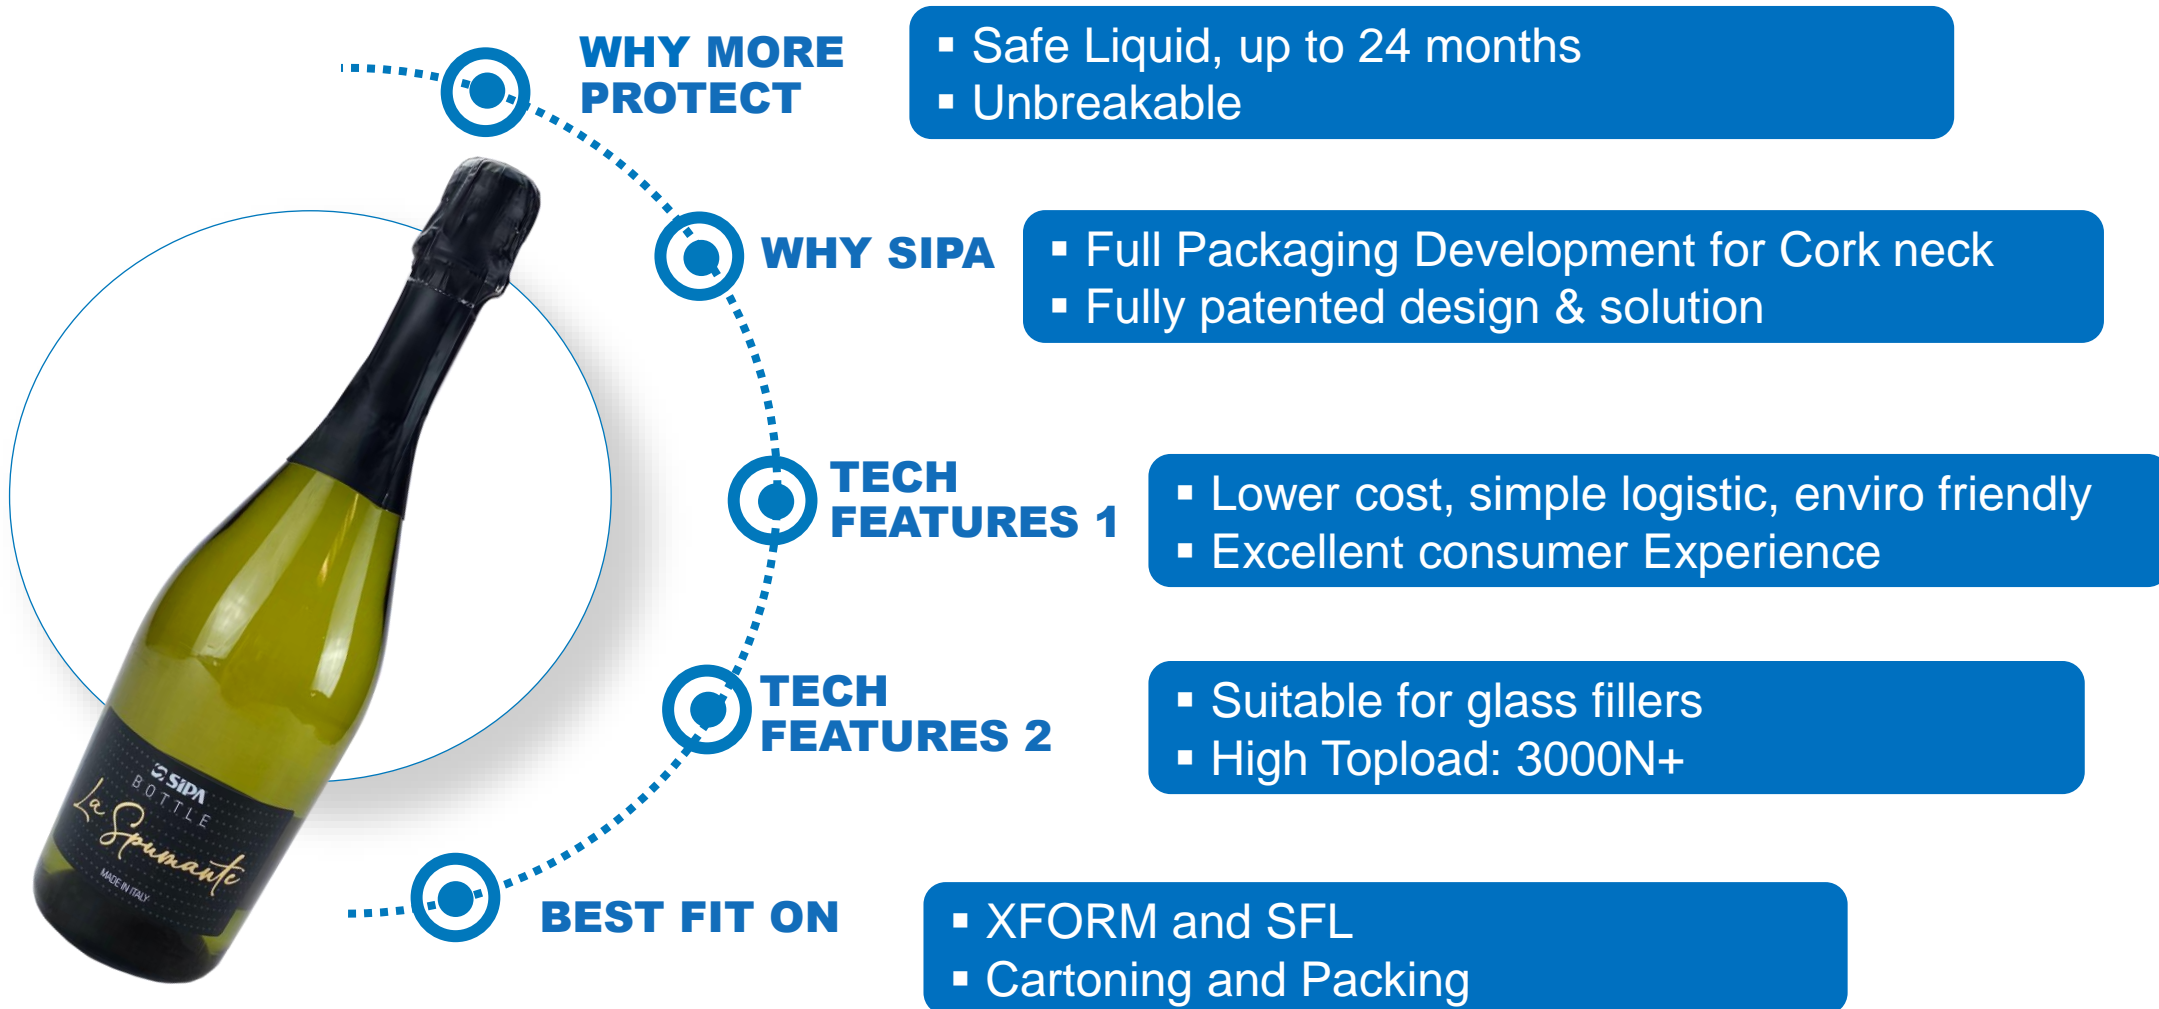 WHY MORE
PROTECT
▪ Safe Liquid, up to 24 months
▪ Unbreakable
WHY SIPA
▪ Full Packaging Development for Cork neck
▪ Fully patented design & solution
TECH
FEATURES 1
▪ Lower cost, simple logistic, enviro friendly
▪ Excellent consumer Experience
TECH
FEATURES 2
▪ Suitable for glass fillers
▪ High Topload: 3000N+
BEST FIT ON
▪ XFORM and SFL
▪ Cartoning and Packing
SIPA
BOTTLE
La Spumante
MADE IN ITALY